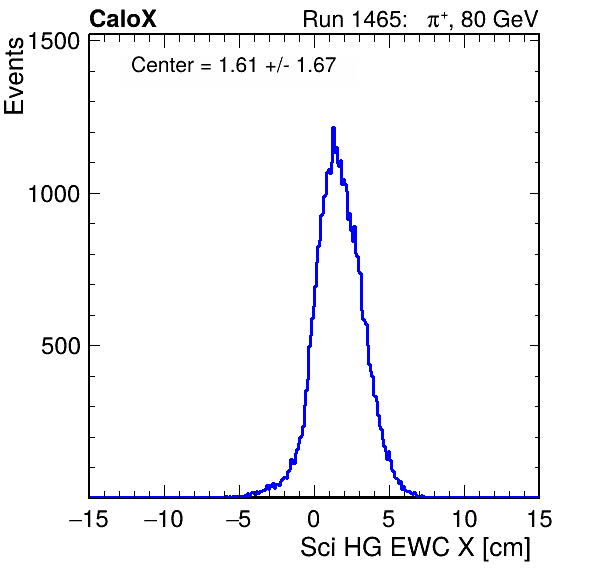 CaloX Run 1465: π⁺, 80 GeV
Center = 1.61 +/- 1.67
Events
1500
1000
500
−15 −10 −5 0 5 10 15
Sci HG EWC X [cm]